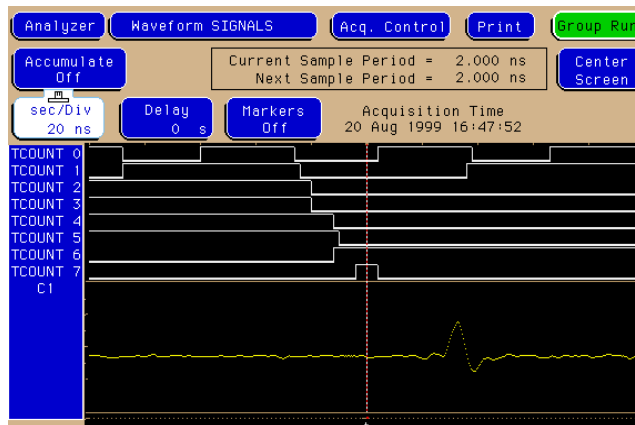 Analyzer Waveform SIGNALS Acq. Control Print Group Run
Accumulate
Off
Current Sample Period = 2.000 ns
Next Sample Period = 2.000 ns
Center
Screen
sec/Div
20 ns
Delay
0 s
Markers
Off
Acquisition Time
20 Aug 1999 16:47:52
TCOUNT 0
TCOUNT 1
TCOUNT 2
TCOUNT 3
TCOUNT 4
TCOUNT 5
TCOUNT 6
TCOUNT 7
C1